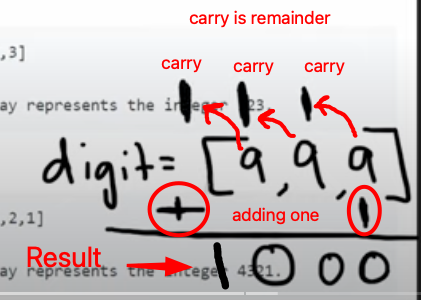 carry is remainder
,3]
carry carry carry
1 1 1
ay represents the integer 123.
digit= [9, 9, 9]
+ adding one 1
,2,1]
Result 1 0 0 0
ay represents the integer 4321.